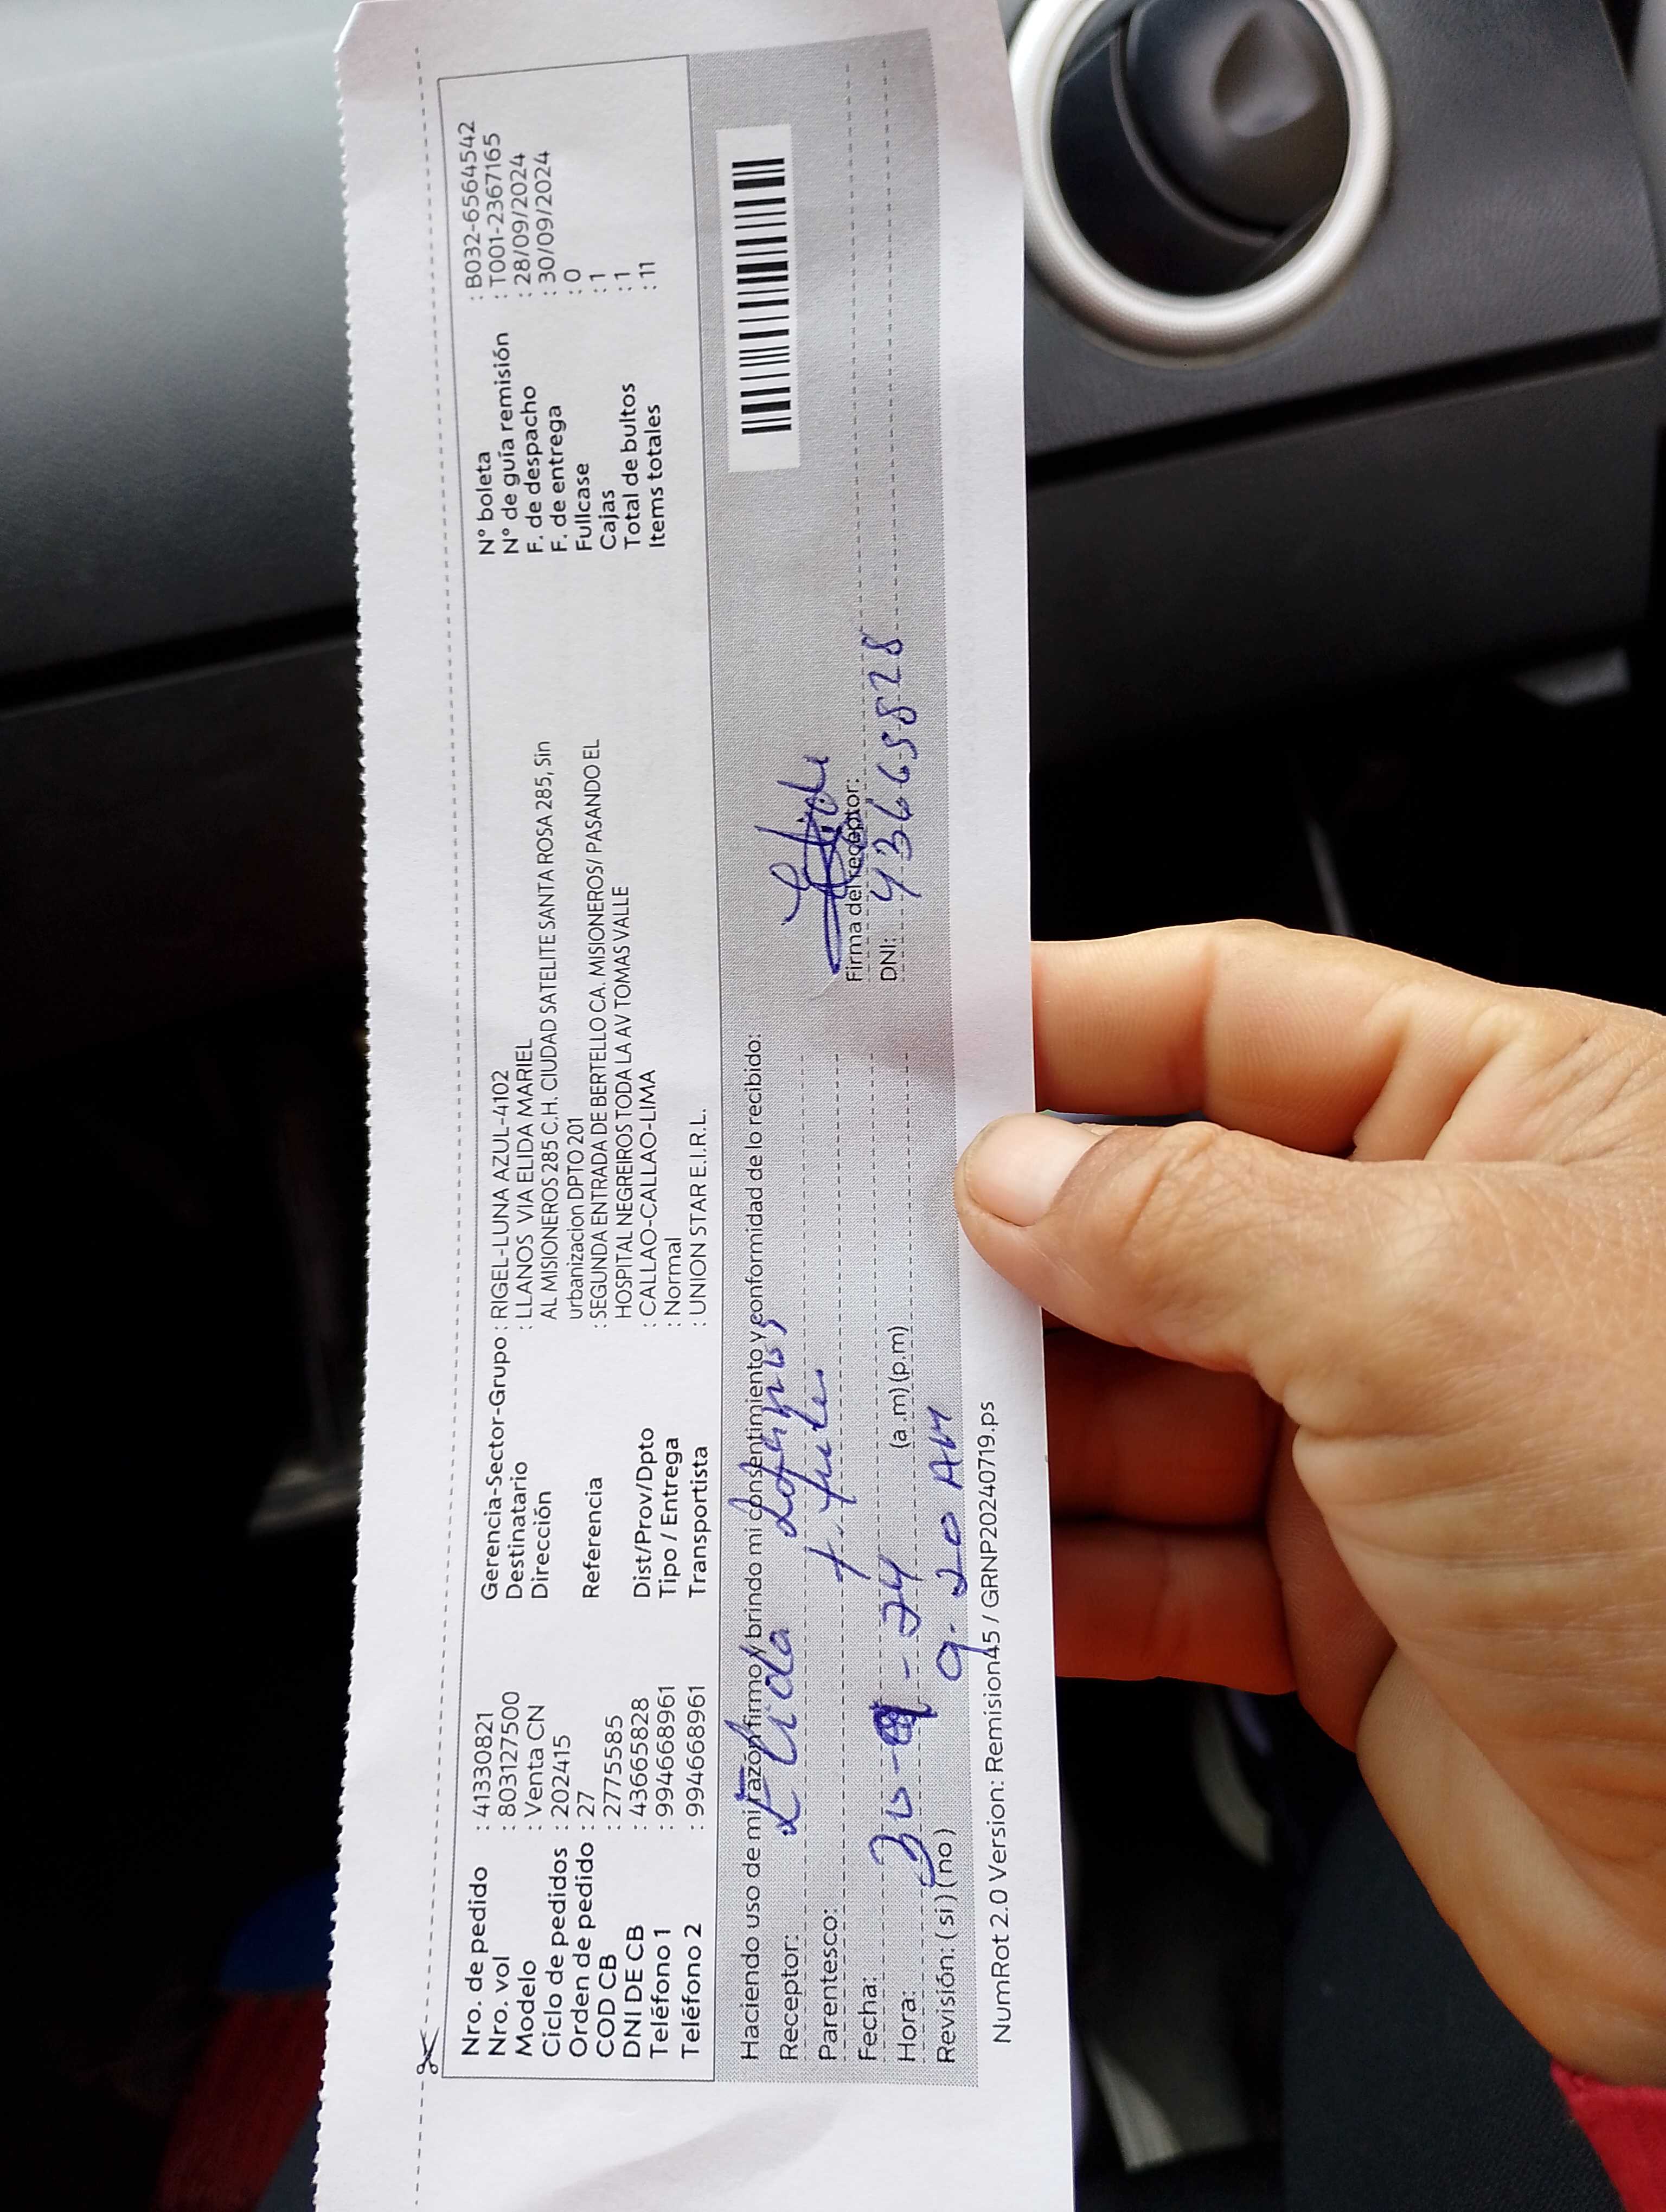 Nro. de pedido : 41330821
Nro. vol : 8031275​00
Modelo : Venta CN
Ciclo de pedidos : 202415
Orden de pedido : 27
COD CB : 2775585
DNI DE CB : 43665828
Teléfono 1 : 994668961
Teléfono 2 : 994668961
Gerencia-Sector-Grupo : RIGEL-LUNA AZUL-4102
Destinatario : LLANOS VIA ELIDA MARIEL
Dirección AL MISIONEROS 285 C.H. CIUDAD SATELITE SANTA ROSA 285, Sin
urbanizacion DPTO 201
Referencia : SEGUNDA ENTRADA DE BERTELLO CA. MISIONEROS/ PASANDO EL
HOSPITAL NEGREIROS TODA LA AV TOMAS VALLE
Dist/Prov/Dpto : CALLAO-CALLAO-LIMA
Tipo / Entrega : Normal
Transportista : UNION STAR E.I.R.L.
N° boleta : B032-6564542
N° de guía remisión : T001-2367165
F. de despacho : 28/09/2024
F. de entrega : 30/09/2024
Fullcase : 0
Cajas : 1
Total de bultos : 1
Items totales : 11
Haciendo uso de mi razón firmo y brindo mi consentimiento y conformidad de lo recibido:
Receptor: Elida
Parentesco:
Fecha: 30-9-24
Hora: 9.20 AM (a .m) (p.m)
Revisión: ( si ) ( no )
Firma del receptor:
DNI: 43665828
NumRot 2.0 Version: Remision45 / GRNP20240719.ps